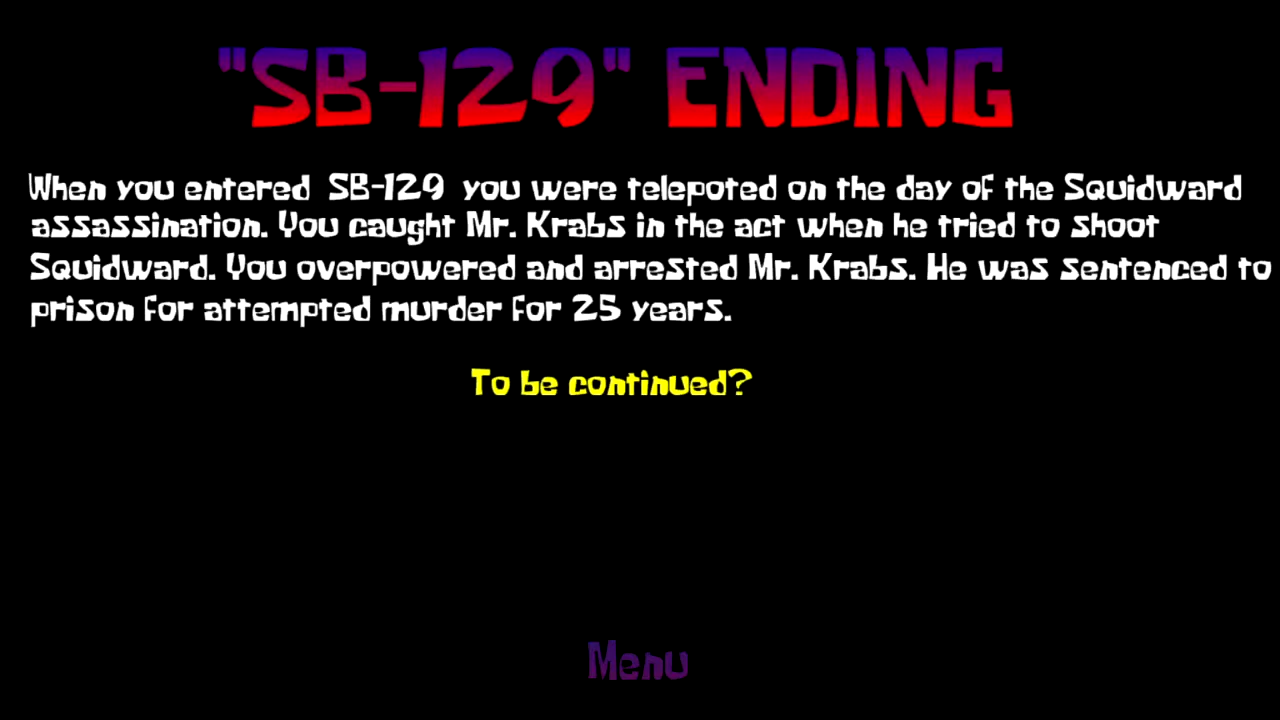 "SB-129" ENDING
When you entered SB-129 you were telepoted on the day of the Squidward
assassination. You caught Mr. Krabs in the act when he tried to shoot
Squidward. You overpowered and arrested Mr. Krabs. He was sentenced to
prison for attempted murder for 25 years.
To be continued?
Menu